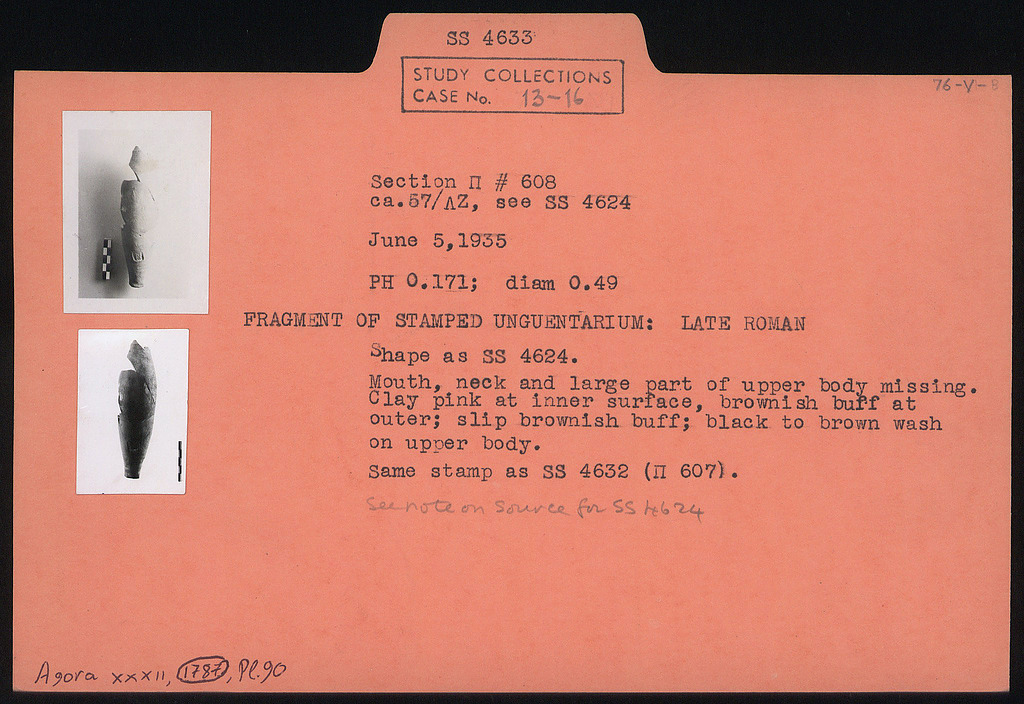 SS 4633
STUDY COLLECTIONS
CASE No. 13-16
76-V-8
Section Π # 608
ca.57/ΛΖ, see SS 4624
June 5,1935
PH 0.171; diam 0.49
FRAGMENT OF STAMPED UNGUENTARIUM: LATE ROMAN
Shape as SS 4624.
Mouth, neck and large part of upper body missing.
Clay pink at inner surface, brownish buff at
outer; slip brownish buff; black to brown wash
on upper body.
Same stamp as SS 4632 (Π 607).
See note on source for SS 4624
Agora XXXII, 1787, Pl.90